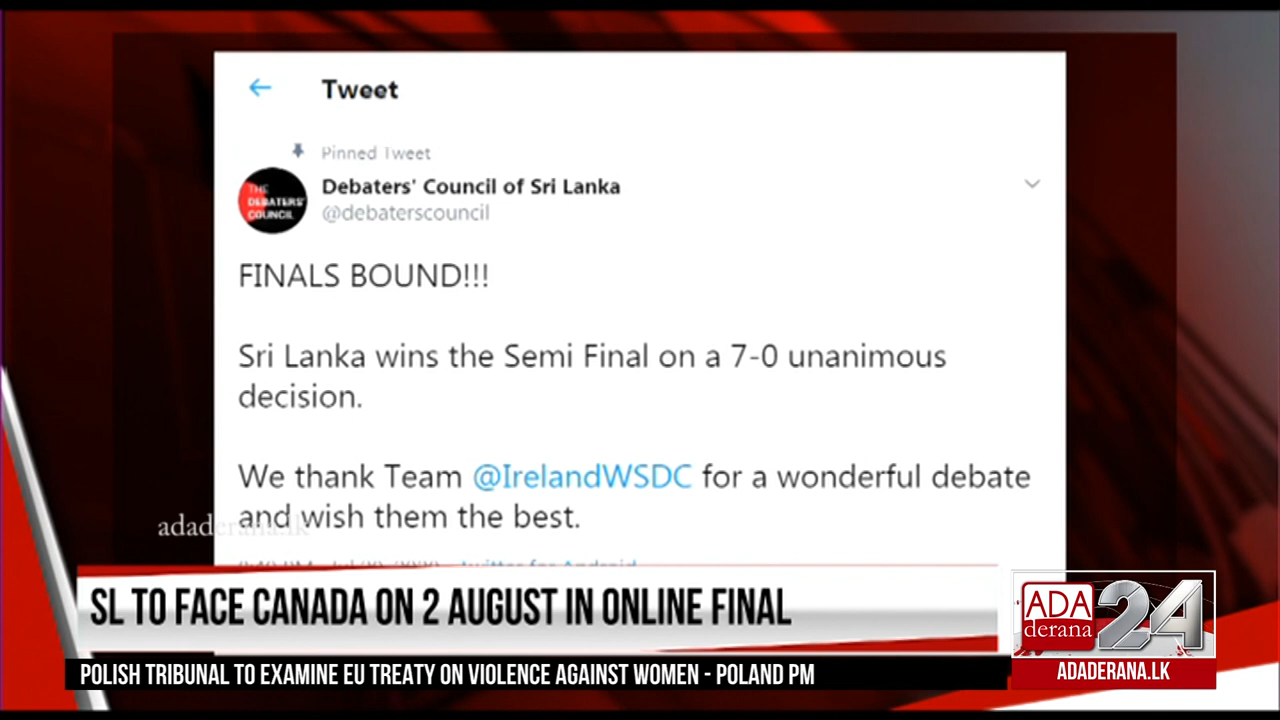 Tweet
Pinned Tweet
THE DEBATERS' COUNCIL
Debaters' Council of Sri Lanka
@debaterscouncil
FINALS BOUND!!!
Sri Lanka wins the Semi Final on a 7-0 unanimous
decision.
We thank Team @IrelandWSDC for a wonderful debate
and wish them the best.
adaderana.lk
Twitter for Android
SL TO FACE CANADA ON 2 AUGUST IN ONLINE FINAL
ADA
derana
24
POLISH TRIBUNAL TO EXAMINE EU TREATY ON VIOLENCE AGAINST WOMEN - POLAND PM
ADADERANA.LK